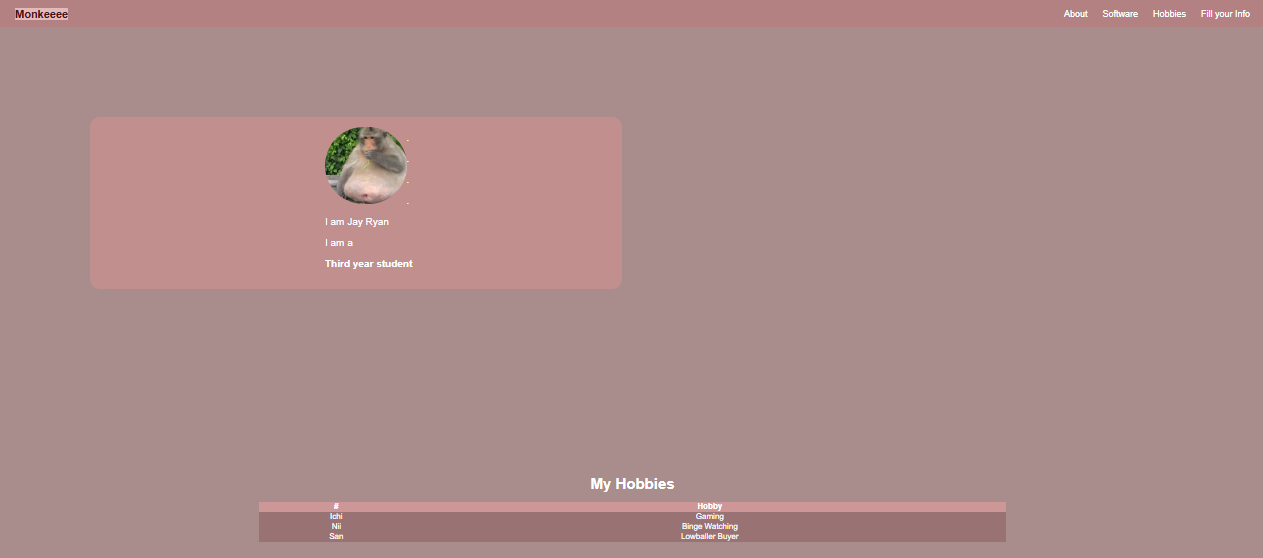 Monkeeee
About Software Hobbies Fill your Info
I am Jay Ryan
I am a
Third year student
My Hobbies
# Hobby
Ichi Gaming
Nii Binge Watching
San Lowballer Buyer